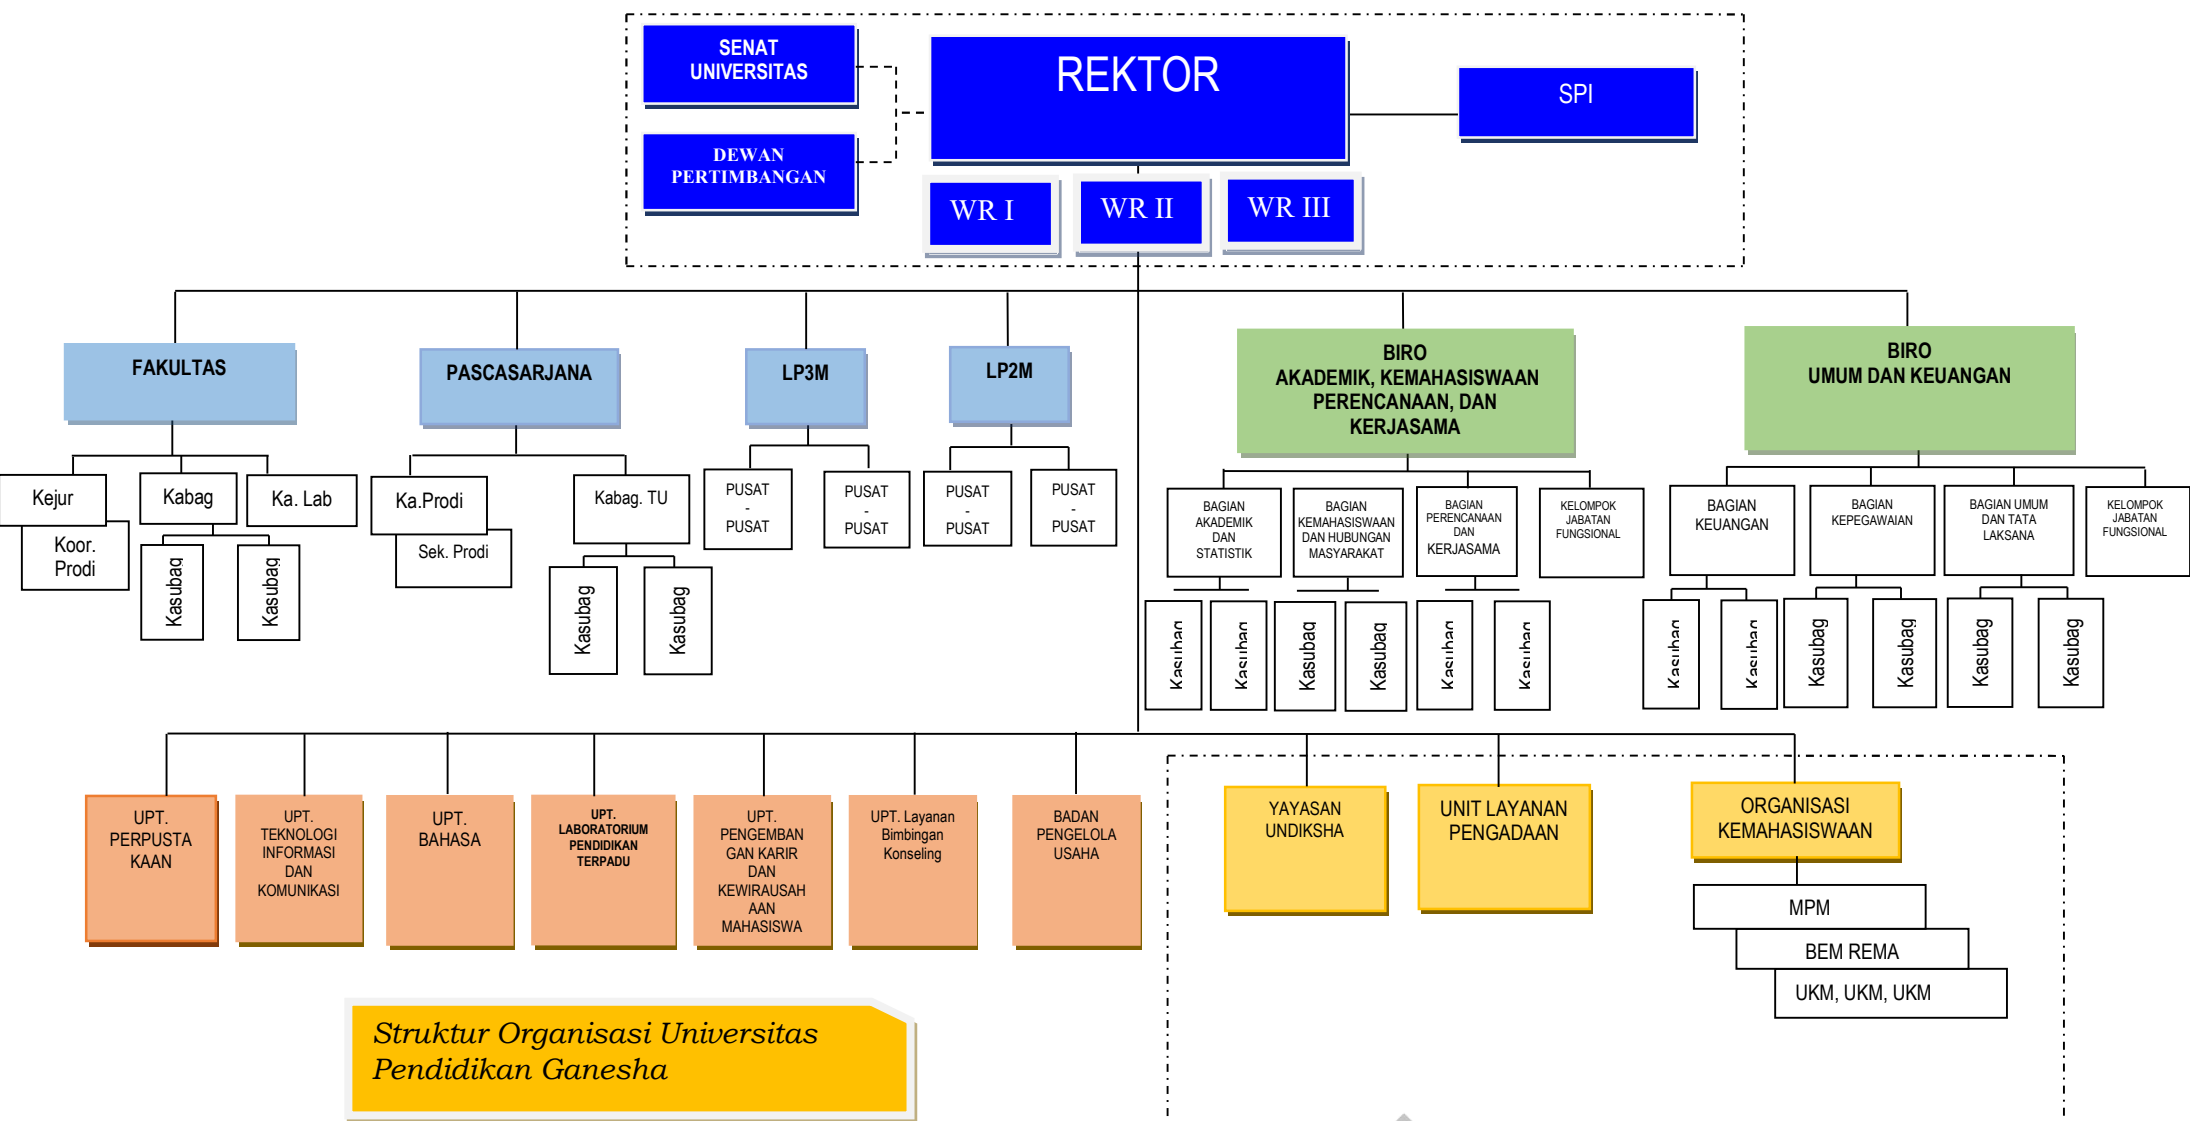 SENAT
UNIVERSITAS
REKTOR
SPI
DEWAN
PERTIMBANGAN
WR I
WR II
WR III
FAKULTAS
PASCASARJANA
LP3M
LP2M
BIRO
AKADEMIK, KEMAHASISWAAN
PERENCANAAN, DAN
KERJASAMA
BIRO
UMUM DAN KEUANGAN
Kejur
Koor.
Prodi
Kabag
Ka. Lab
Kasubag
Kasubag
Ka.Prodi
Sek. Prodi
Kabag. TU
Kasubag
Kasubag
PUSAT
-
PUSAT
PUSAT
-
PUSAT
PUSAT
-
PUSAT
PUSAT
-
PUSAT
BAGIAN
AKADEMIK
DAN
STATISTIK
BAGIAN
KEMAHASISWAAN
DAN HUBUNGAN
MASYARAKAT
BAGIAN
PERENCANAAN
DAN
KERJASAMA
KELOMPOK
JABATAN
FUNGSIONAL
BAGIAN
KEUANGAN
BAGIAN
KEPEGAWAIAN
BAGIAN UMUM
DAN TATA
LAKSANA
KELOMPOK
JABATAN
FUNGSIONAL
Kasubag
Kasubag
Kasubag
Kasubag
Kasubag
Kasubag
Kasubag
Kasubag
Kasubag
Kasubag
Kasubag
Kasubag
UPT.
PERPUSTA
KAAN
UPT.
TEKNOLOGI
INFORMASI
DAN
KOMUNIKASI
UPT.
BAHASA
UPT.
LABORATORIUM
PENDIDIKAN
TERPADU
UPT.
PENGEMBAN
GAN KARIR
DAN
KEWIRAUSAH
AAN
MAHASISWA
UPT. Layanan
Bimbingan
Konseling
BADAN
PENGELOLA
USAHA
YAYASAN
UNDIKSHA
UNIT LAYANAN
PENGADAAN
ORGANISASI
KEMAHASISWAAN
MPM
BEM REMA
UKM, UKM, UKM
Struktur Organisasi Universitas
Pendidikan Ganesha